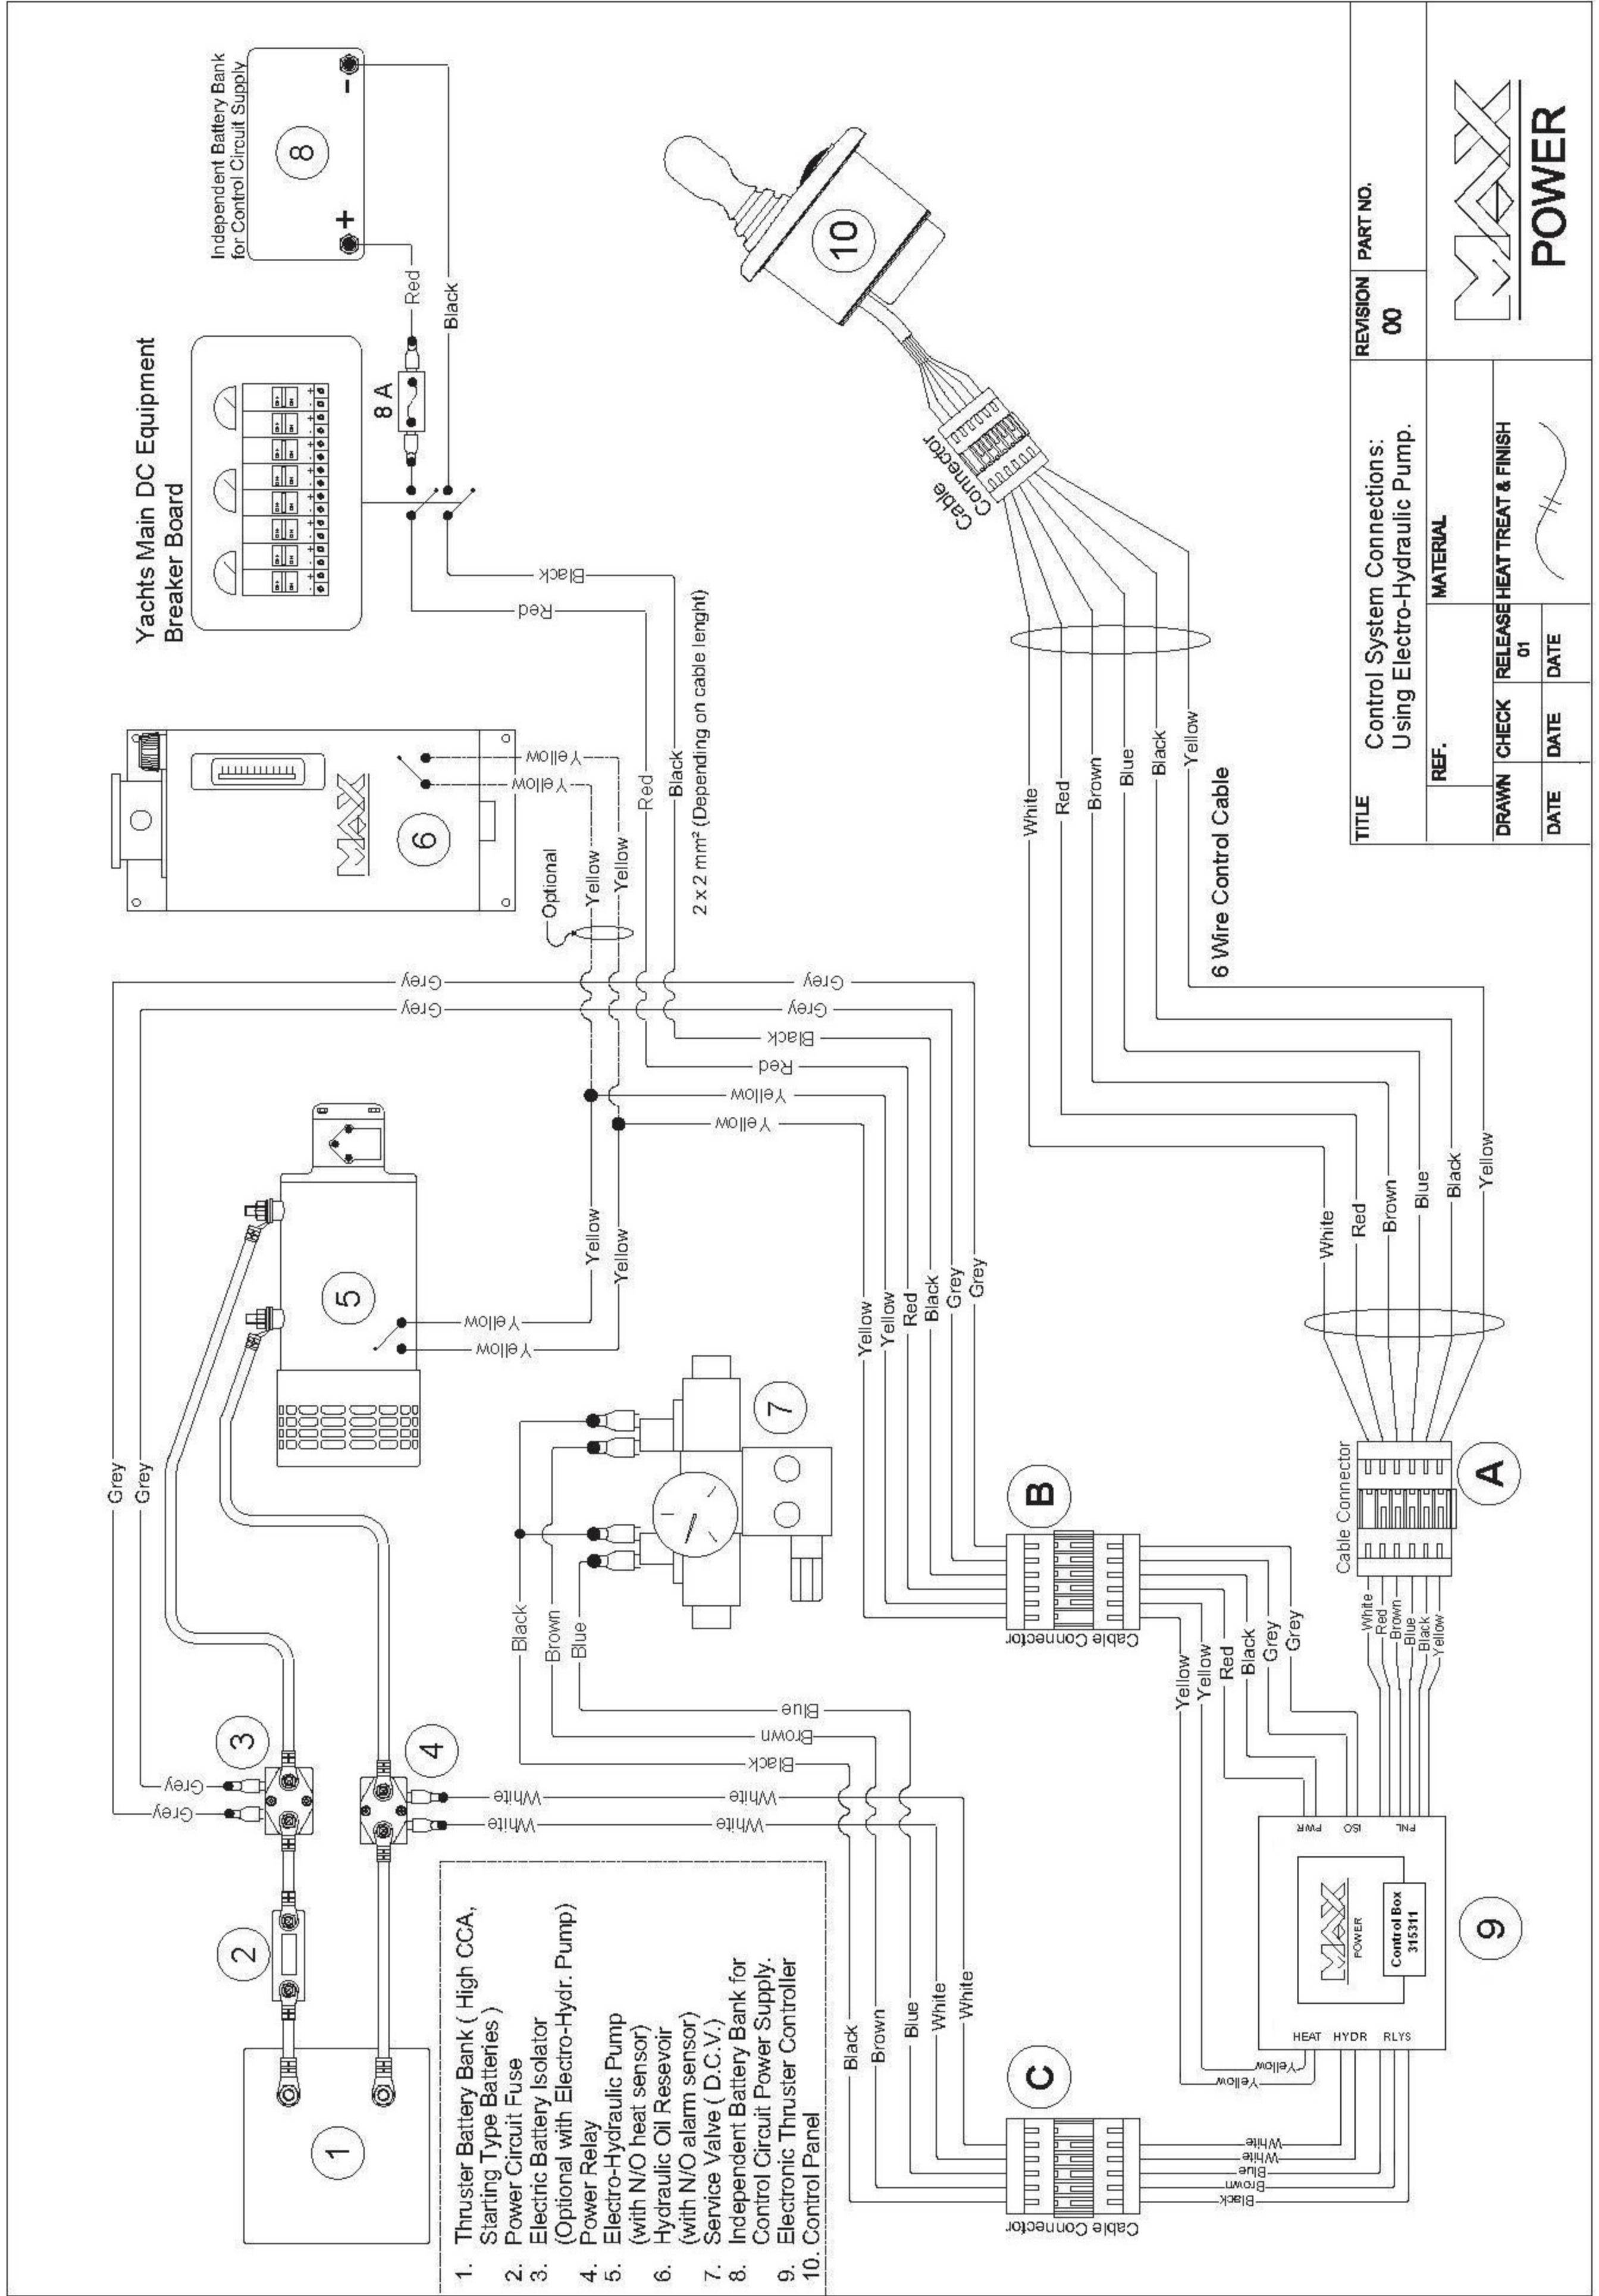 Independent Battery Bank
for Control Circuit Supply
8
+
-
Red
Black
8 A
Yachts Main DC Equipment
Breaker Board
Black
Red
10
Cable
Connector
6
Yellow
Yellow
Optional
Yellow
Yellow
Red
Black
2 x 2 mm² (Depending on cable lenght)
White
Red
Brown
Blue
Black
Yellow
6 Wire Control Cable
Grey
Grey
Grey
Grey
Black
Red
Yellow
Yellow
5
Yellow
Yellow
Yellow
Yellow
Grey
Grey
7
Yellow
Yellow
Red
Black
Grey
Grey
White
Red
Brown
Blue
Black
Yellow
B
Cable Connector
Cable Connector
A
Black
Brown
Blue
Blue
Brown
Black
White
White
White
White
3
4
Grey
Grey
2
1
Yellow
Yellow
Red
Black
Grey
Grey
White
Red
Brown
Blue
Black
Yellow
Black
Brown
Blue
White
White
C
Cable Connector
White
White
Blue
Brown
Black
Yellow
Yellow
PWR
ISO
PNL
HEAT HYDR RLYS
MAX
POWER
Control Box
315311
9
1. Thruster Battery Bank ( High CCA,
Starting Type Batteries )
2. Power Circuit Fuse
3. Electric Battery Isolator
(Optional with Electro-Hydr. Pump)
4. Power Relay
5. Electro-Hydraulic Pump
(with N/O heat sensor)
6. Hydraulic Oil Resevoir
(with N/O alarm sensor)
7. Service Valve ( D.C.V.)
8. Independent Battery Bank for
Control Circuit Power Supply.
9. Electronic Thruster Controller
10. Control Panel
TITLE
Control System Connections:
Using Electro-Hydraulic Pump.
REVISION
00
PART NO.
REF.
MATERIAL
DRAWN
CHECK
RELEASE
01
HEAT TREAT & FINISH
DATE
DATE
DATE
MAX
POWER
MAX